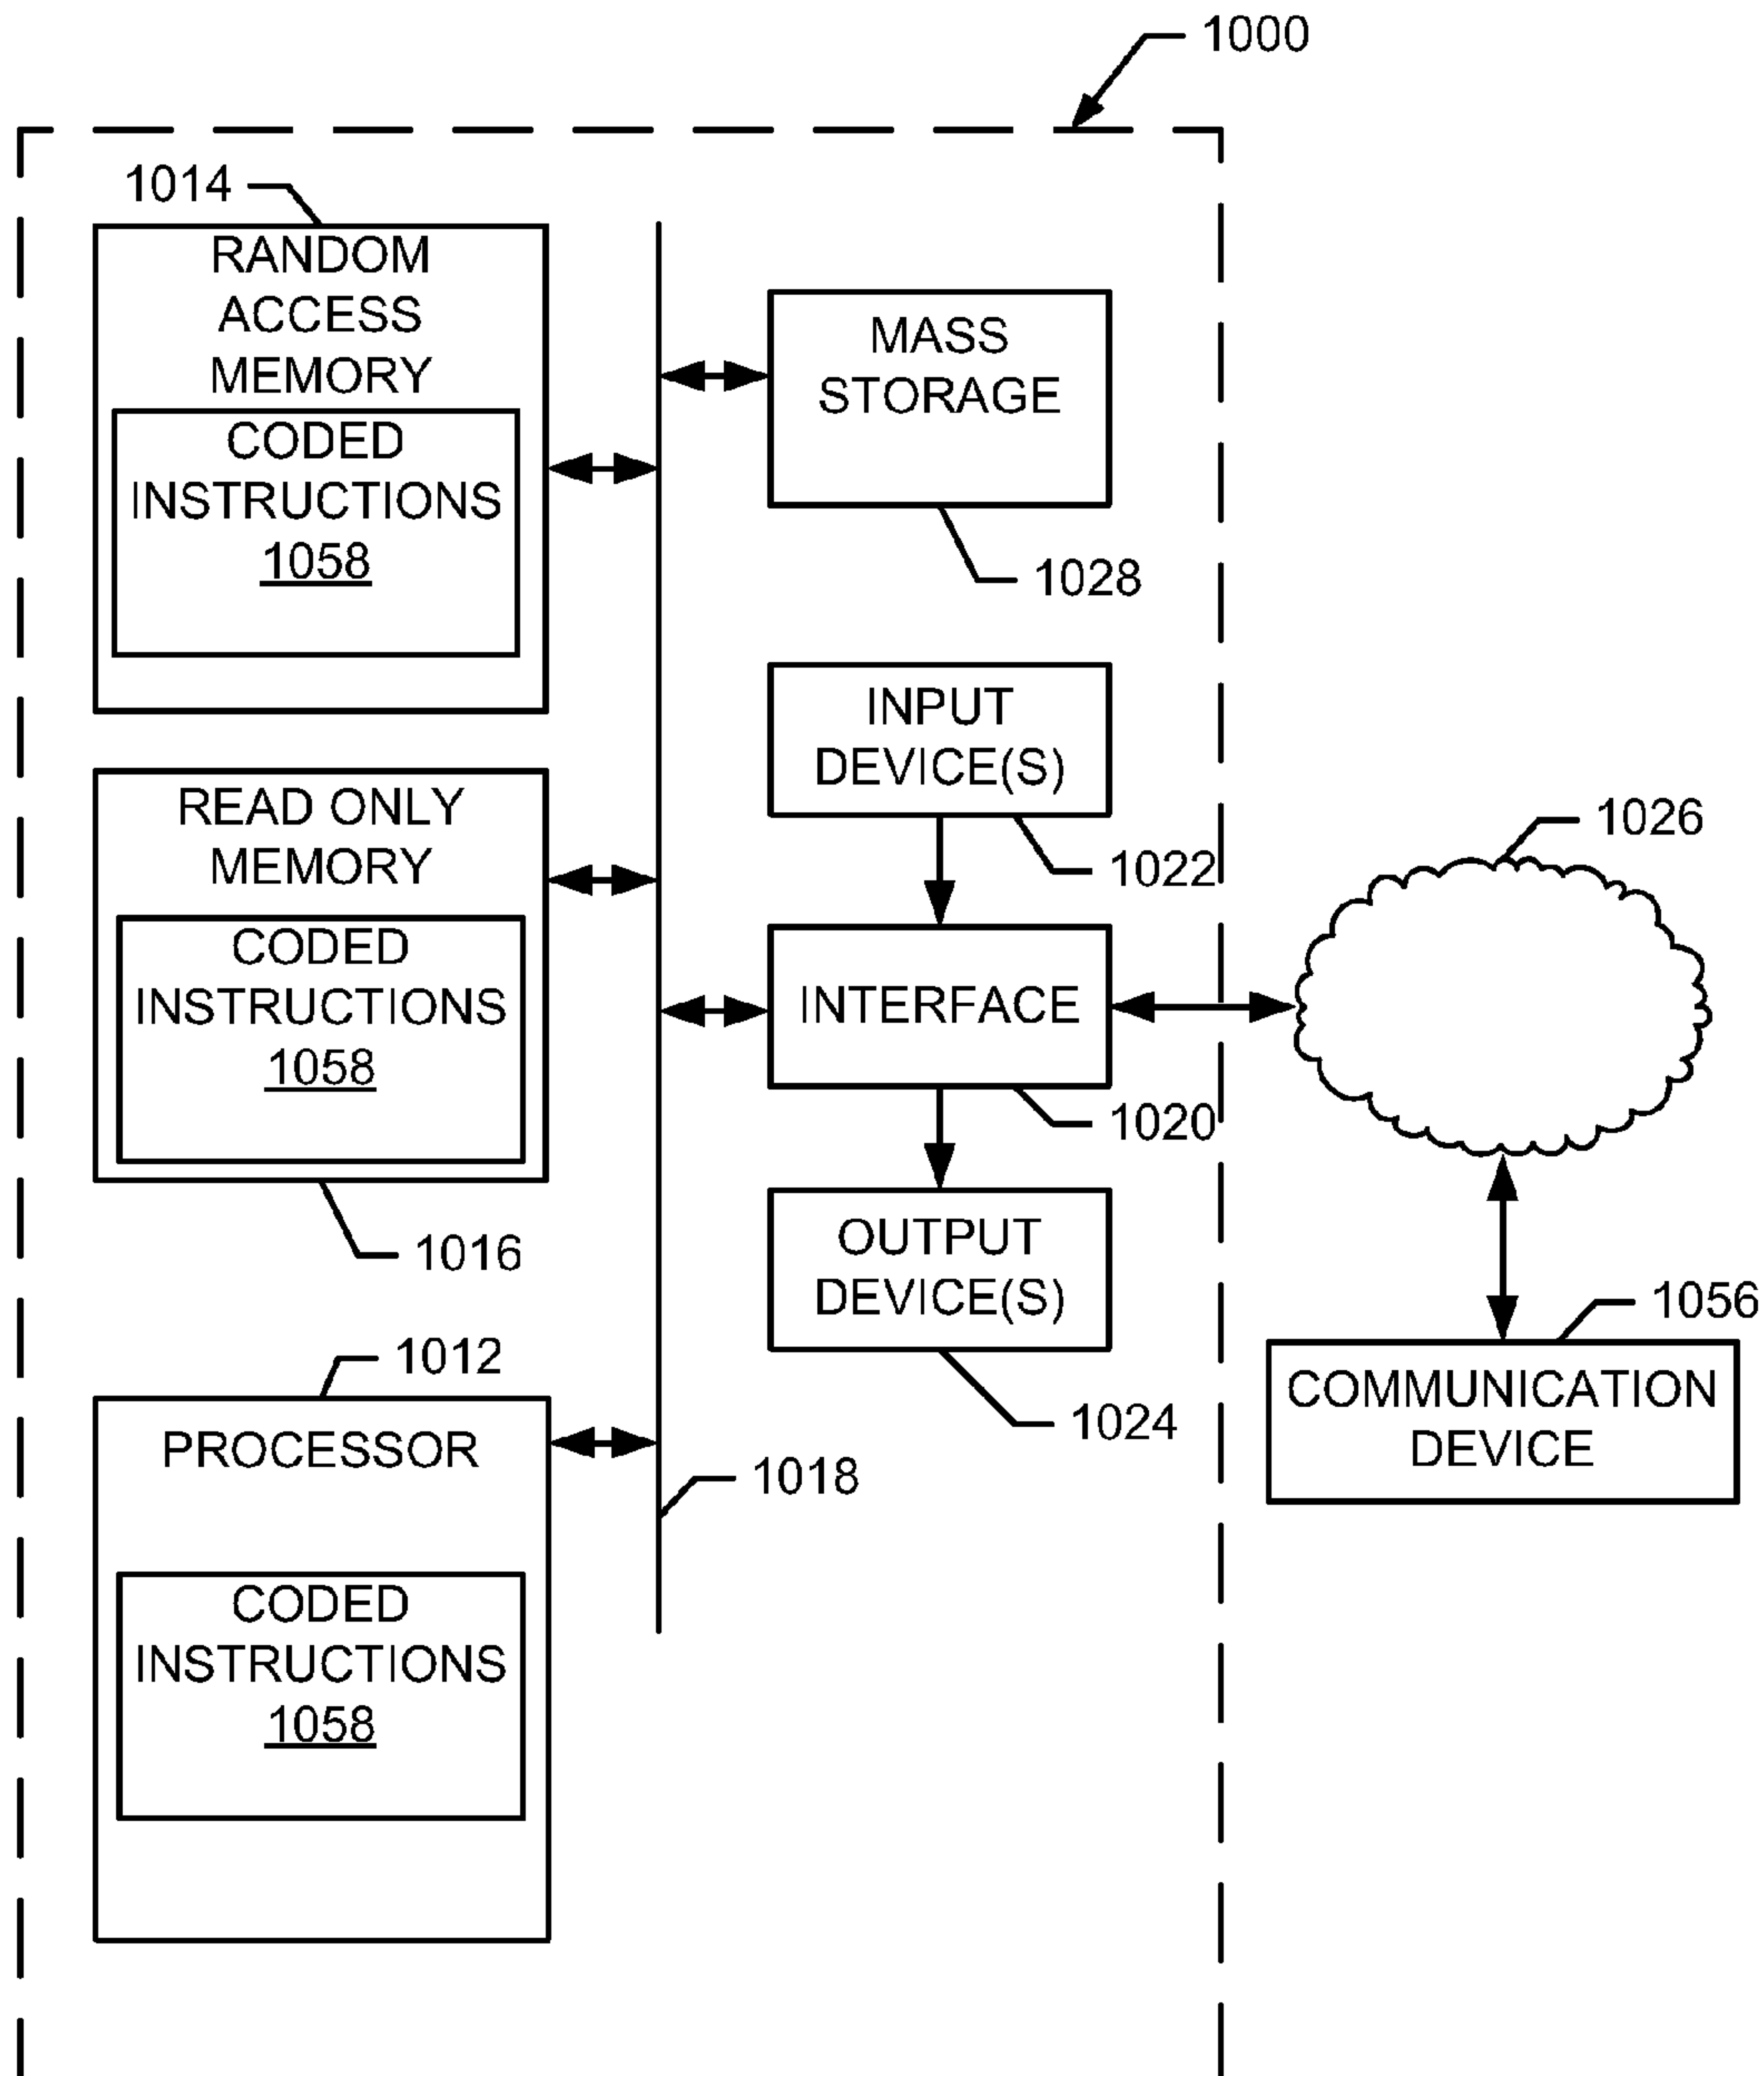 1000
1014
RANDOM
ACCESS
MEMORY
CODED
INSTRUCTIONS
1058
MASS
STORAGE
1028
INPUT
DEVICE(S)
1022
READ ONLY
MEMORY
CODED
INSTRUCTIONS
1058
1016
INTERFACE
1020
1026
OUTPUT
DEVICE(S)
1024
1056
COMMUNICATION
DEVICE
1012
PROCESSOR
1018
CODED
INSTRUCTIONS
1058